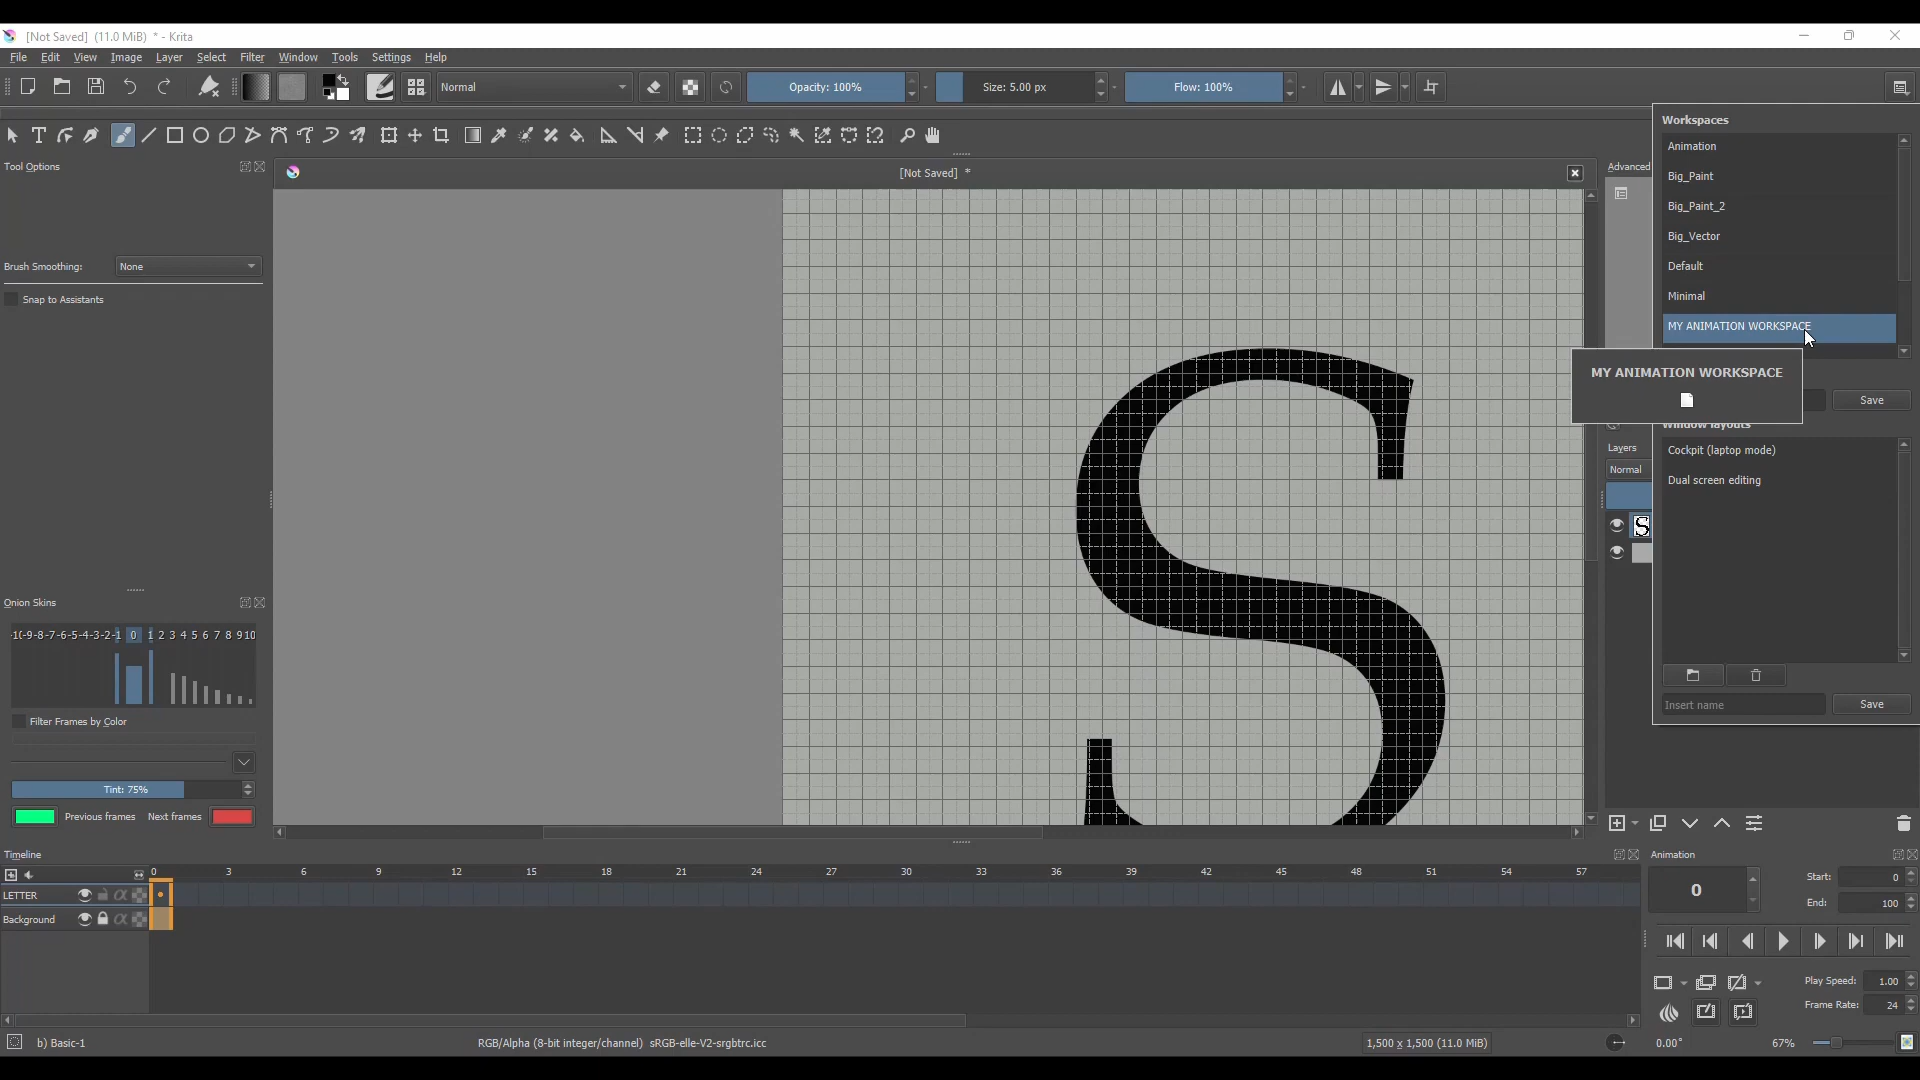 [Not Saved] (11.0 MiB) * - Krita
File Edit View Image Layer Select Filter Window Tools Settings Help
Normal Opacity: 100% Size: 5.00 px Flow: 100%
Workspaces
Animation
Big_Paint
Big_Paint_2
Big_Vector
Default
Minimal
MY ANIMATION WORKSPACE
MY ANIMATION WORKSPACE
Save
Window layouts
Cockpit (laptop mode)
Dual screen editing
Insert name Save
Tool Options
[Not Saved] *
Advanced
Brush Smoothing: None
Snap to Assistants
S
Layers
Normal
Onion Skins
-10-9-8-7-6-5-4-3-2-1 0 1 2 3 4 5 6 7 8 9 10
Filter Frames by Color
Tint: 75%
Previous frames Next frames
Timeline
0 3 6 9 12 15 18 21 24 27 30 33 36 39 42 45 48 51 54 57
LETTER
Background
Animation
0
Start: 0
End: 100
Play Speed: 1.00
Frame Rate: 24
b) Basic-1
RGB/Alpha (8-bit integer/channel) sRGB-elle-V2-srgbtrc.icc
1,500 x 1,500 (11.0 MiB)
0.00°
67%